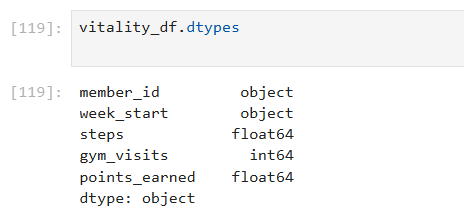 [119]: vitality_df.dtypes
[119]: member_id object
week_start object
steps float64
gym_visits int64
points_earned float64
dtype: object